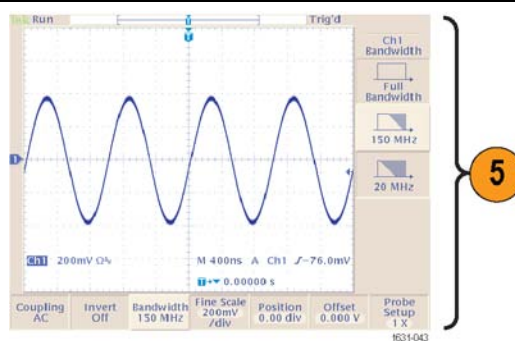 Tek Run
Trig'd
T
Ch1
Bandwidth
Full
Bandwidth
150 MHz
20 MHz
1
5
Ch1 200mV Ω
M 400ns A Ch1 -76.0mV
T 0.00000 s
Coupling
AC
Invert
Off
Bandwidth
150 MHz
Fine Scale
200mV
/div
Position
0.00 div
Offset
0.000 V
Probe
Setup
1 X
1631-043